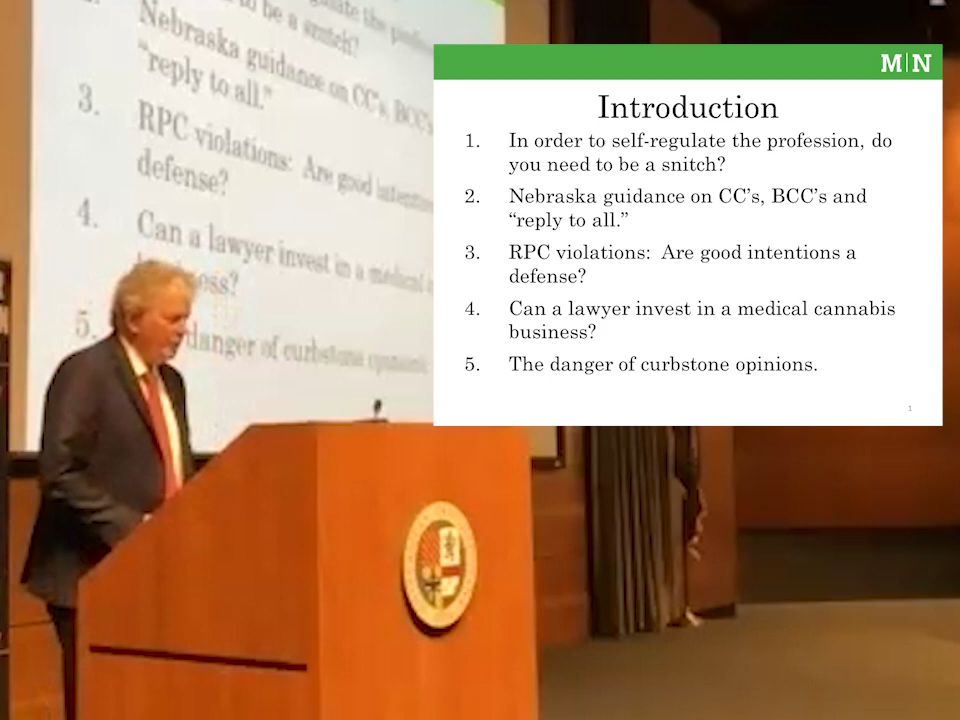 to be a snitch?
Nebraska guidance on CC's, BCC's
"reply to all."
3. RPC violations: Are good intentions
defense?
4. Can a lawyer invest in a medical
5. danger of curbstone opinions
M|N
Introduction
1. In order to self-regulate the profession, do
you need to be a snitch?
2. Nebraska guidance on CC’s, BCC’s and
“reply to all.”
3. RPC violations:  Are good intentions a
defense?
4. Can a lawyer invest in a medical cannabis
business?
5. The danger of curbstone opinions.
1